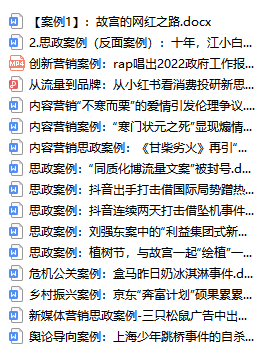 【案例1】：故宫的网红之路.docx
2.思政案例（反面案例）：十年，江小白...
创新营销案例：rap唱出2022政府工作报...
从流量到品牌：从小红书看消费投研新思...
内容营销“不寒而栗”的爱情引发伦理争议....
内容营销案例：“寒门状元之死”显现煽情...
内容营销思政案例：《甘柴劣火》再引“...
思政案例：“同质化博流量文案”被封号.d...
思政案例：抖音出手打击借国际局势蹭热...
思政案例：抖音连续两天打击借坠机事件...
思政案例：刘强东案中的“利益集团式新...
思政案例：植树节，与故宫一起“绘植”一...
危机公关案例：盒马昨日奶冰淇淋事件.d...
乡村振兴案例：京东“奔富计划”硕果累累...
新媒体营销思政案例-三只松鼠广告中出...
舆论导向案例：上海少年跳桥事件的自杀...